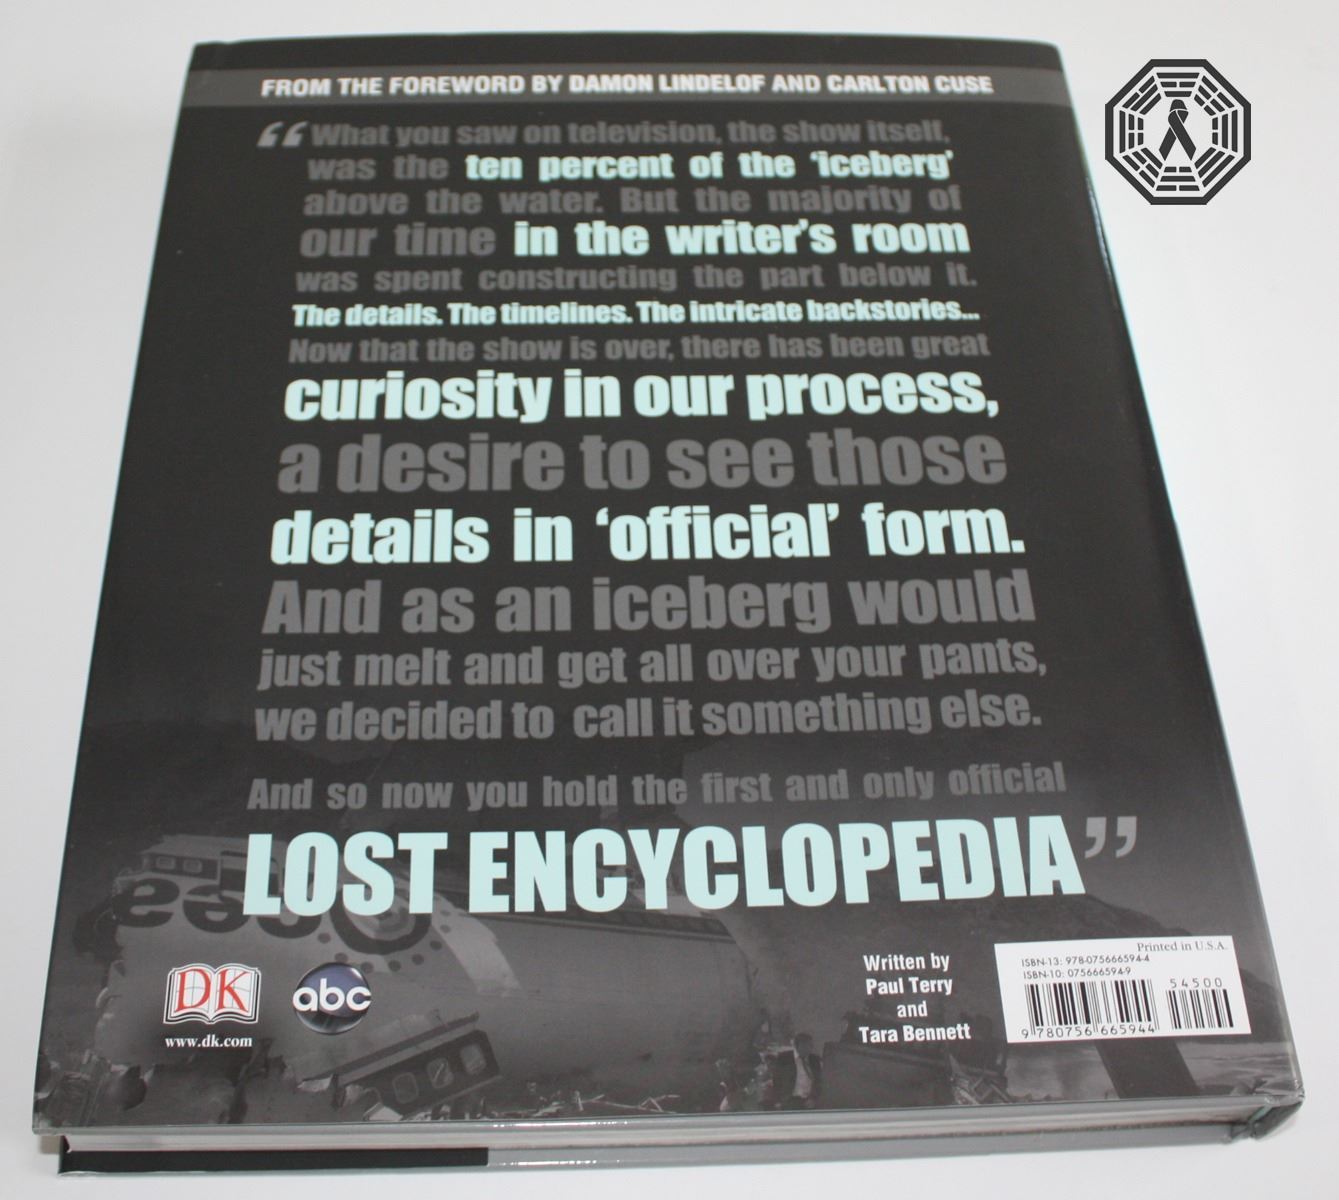 FROM THE FOREWORD BY DAMON LINDELOF AND CARLTON CUSE
“What you saw on television, the show itself,
was the ten percent of the ‘iceberg’
above the water. But the majority of
our time in the writer’s room
was spent constructing the part below it.
The details. The timelines. The intricate backstories...
Now that the show is over, there has been great
curiosity in our process,
a desire to see those
details in ‘official’ form.
And as an iceberg would
just melt and get all over your pants,
we decided to call it something else.
And so now you hold the first and only official
LOST ENCYCLOPEDIA”
DK
www.dk.com
abc
Written by
Paul Terry
and
Tara Bennett
Printed in U.S.A.
ISBN-13: 978-075666594-4
ISBN-10: 075666594-9
54500
9 780756 665944